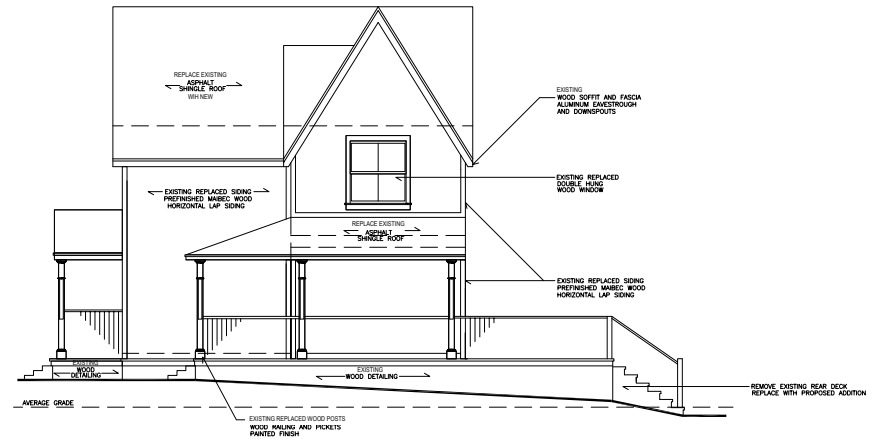 REPLACE EXISTING
ASPHALT
SHINGLE ROOF
WIH NEW
EXISTING
WOOD SOFFIT AND FASCIA
ALUMINUM EAVESTROUGH
AND DOWNSPOUTS
EXISTING REPLACED
DOUBLE HUNG
WOOD WINDOW
EXISTING REPLACED SIDING
PREFINISHED MAIBEC WOOD
HORIZONTAL LAP SIDING
REPLACE EXISTING
ASPHALT
SHINGLE ROOF
EXISTING REPLACED SIDING
PREFINISHED MAIBEC WOOD
HORIZONTAL LAP SIDING
EXISTING
WOOD
DETAILING
EXISTING
WOOD DETAILING
REMOVE EXISTING REAR DECK
REPLACE WITH PROPOSED ADDITION
AVERAGE GRADE
EXISTING REPLACED WOOD POSTS
WOOD RAILING AND PICKETS
PAINTED FINISH